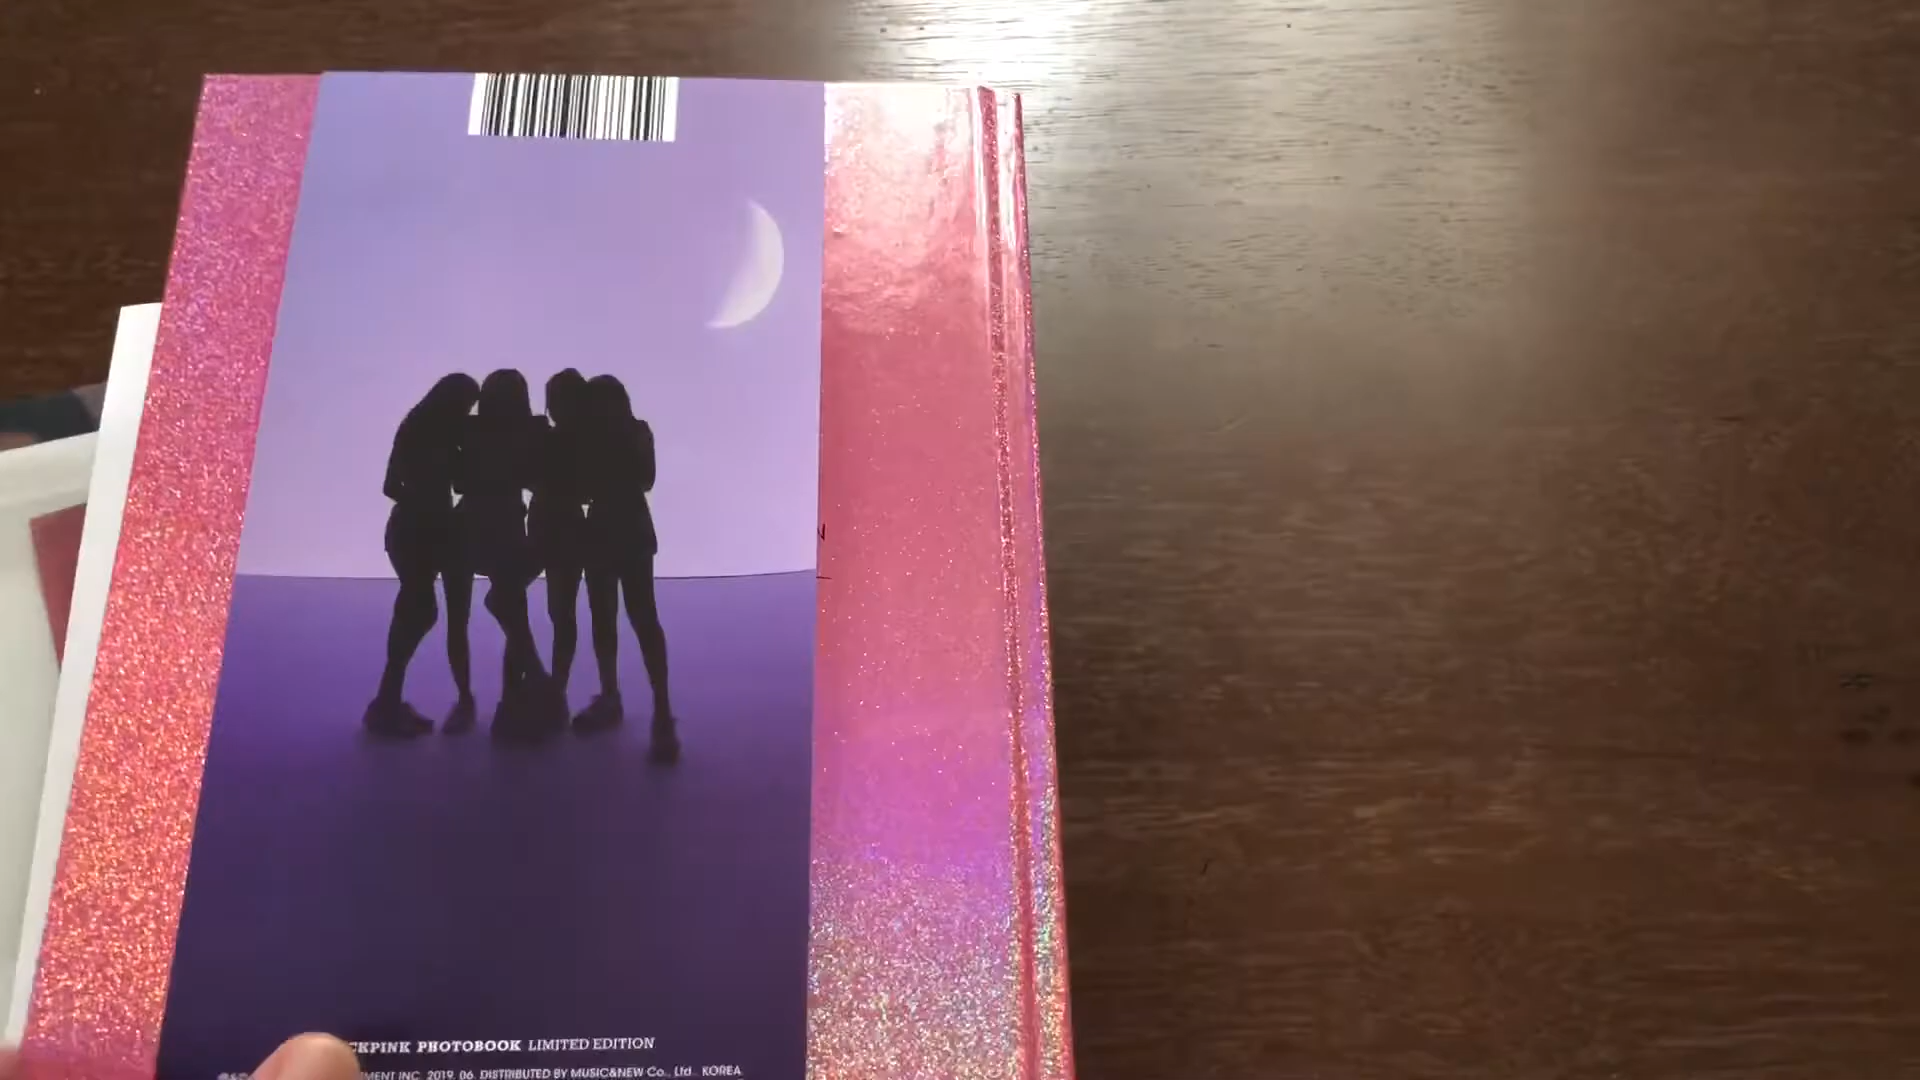 CKPINK PHOTOBOOK LIMITED EDITION
MENT INC. 2019. 06. DISTRIBUTED BY MUSIC&NEW Co., Ltd., KOREA